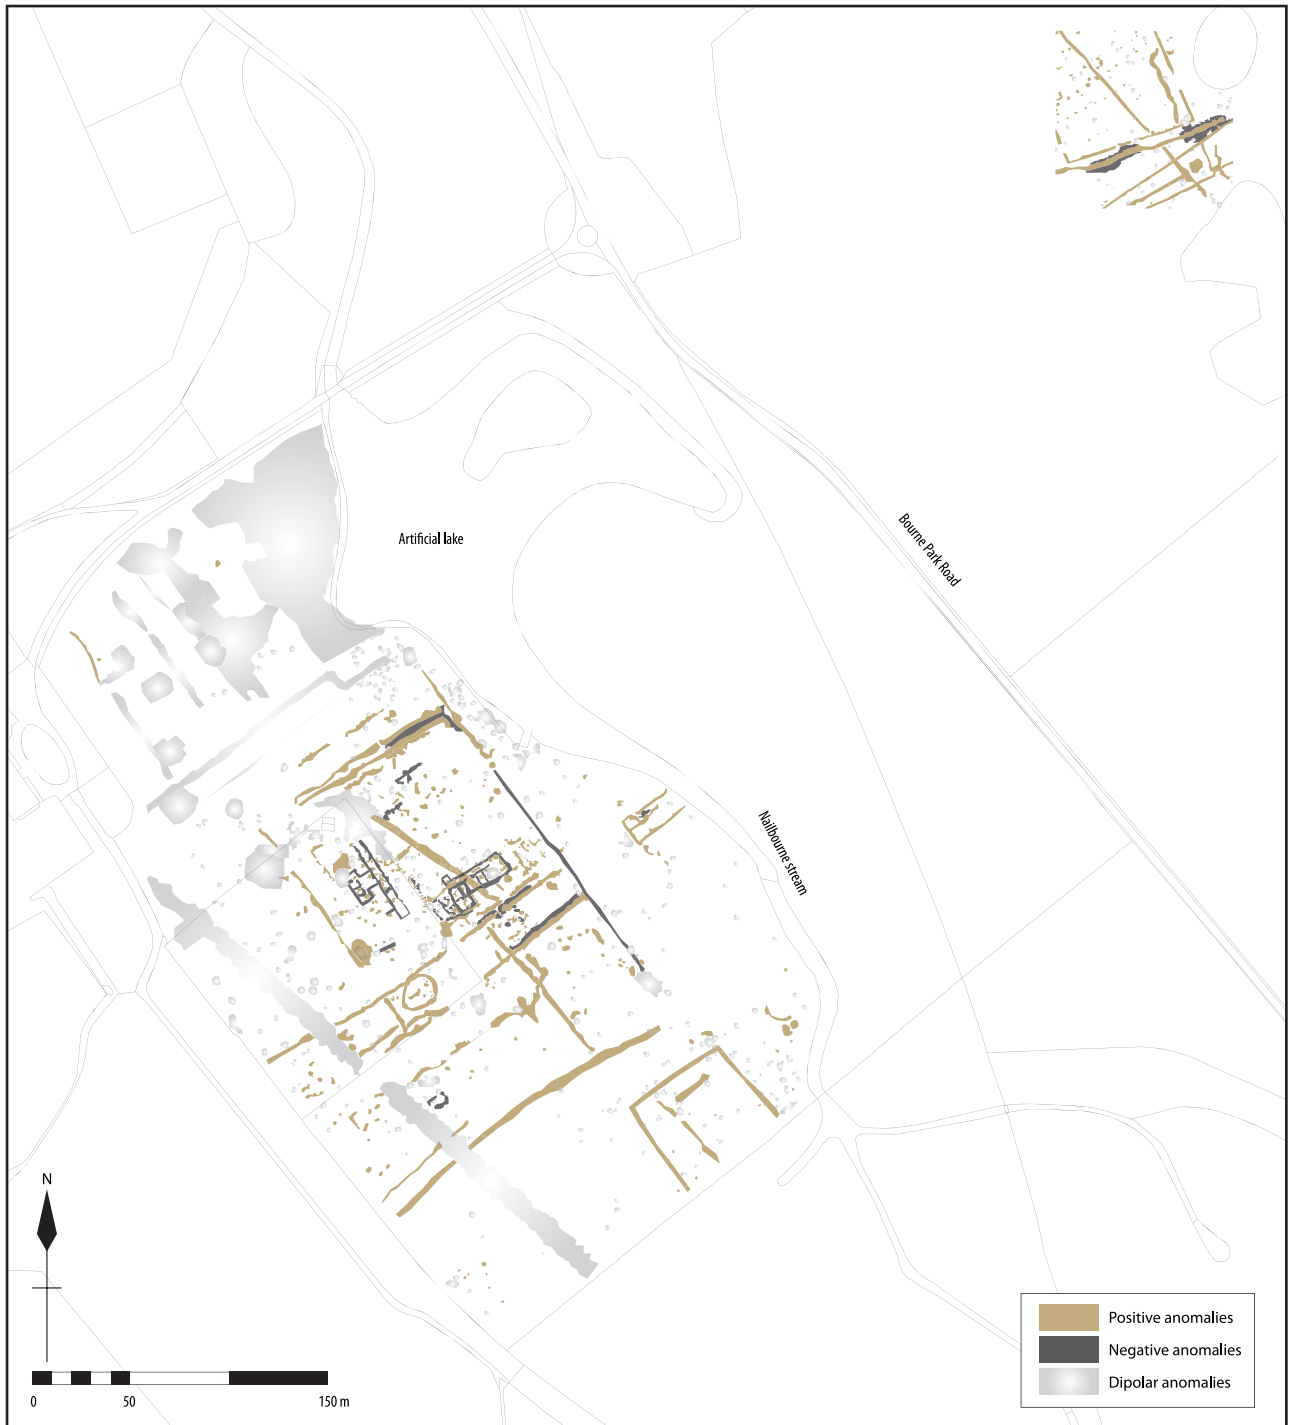 Artificial lake
Bourne Park Road
Nailbourne stream
N
0 50 150 m
Positive anomalies
Negative anomalies
Dipolar anomalies